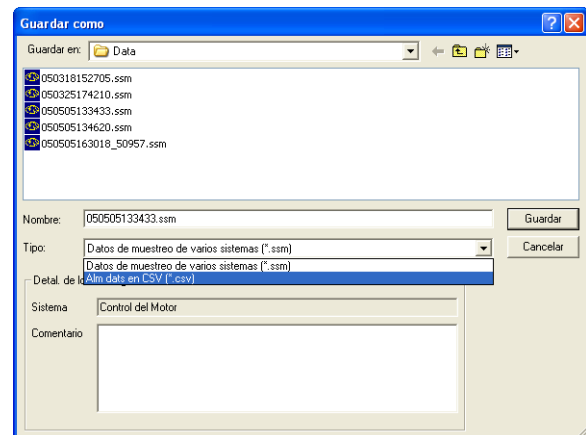 Guardar como
Guardar en: Data
050318152705.ssm
050325174210.ssm
050505133433.ssm
050505134620.ssm
050505163018_50957.ssm
Nombre: 050505133433.ssm Guardar
Tipo: Datos de muestreo de varios sistemas (*.ssm) Cancelar
Datos de muestreo de varios sistemas (*.ssm)
Alm dats en CSV (*.csv)
Detal. de lo
Sistema Control del Motor
Comentario